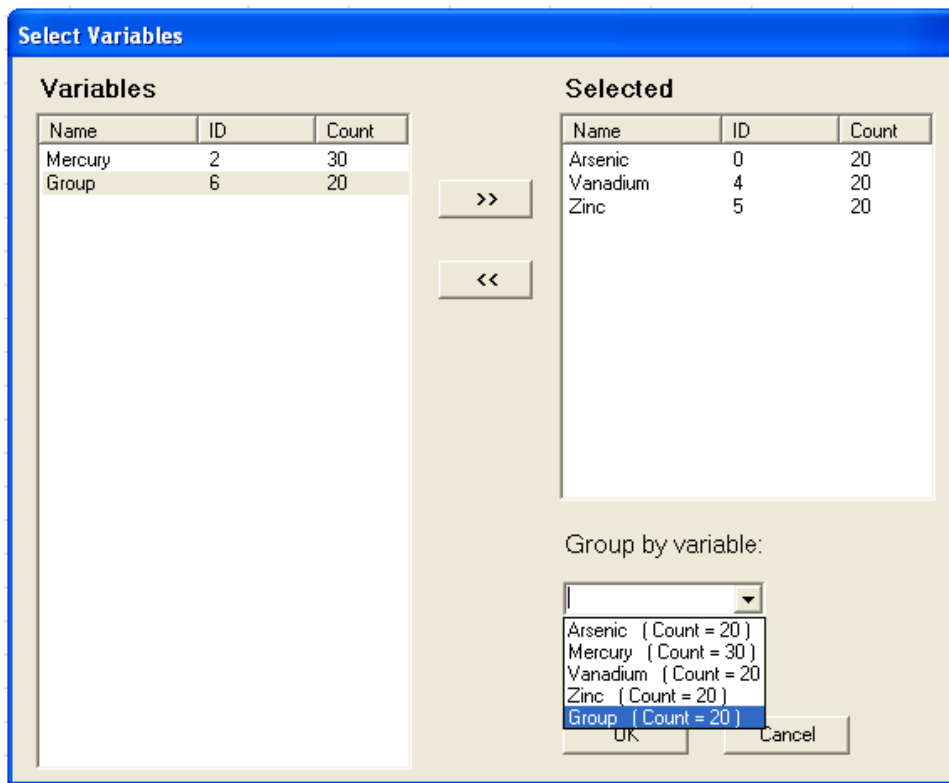 Select Variables
Variables
Name ID Count
Mercury 2 30
Group 6 20
>>
<<
Selected
Name ID Count
Arsenic 0 20
Vanadium 4 20
Zinc 5 20
Group by variable:
Arsenic ( Count = 20 )
Mercury ( Count = 30 )
Vanadium ( Count = 20
Zinc ( Count = 20 )
Group ( Count = 20 )
OK Cancel